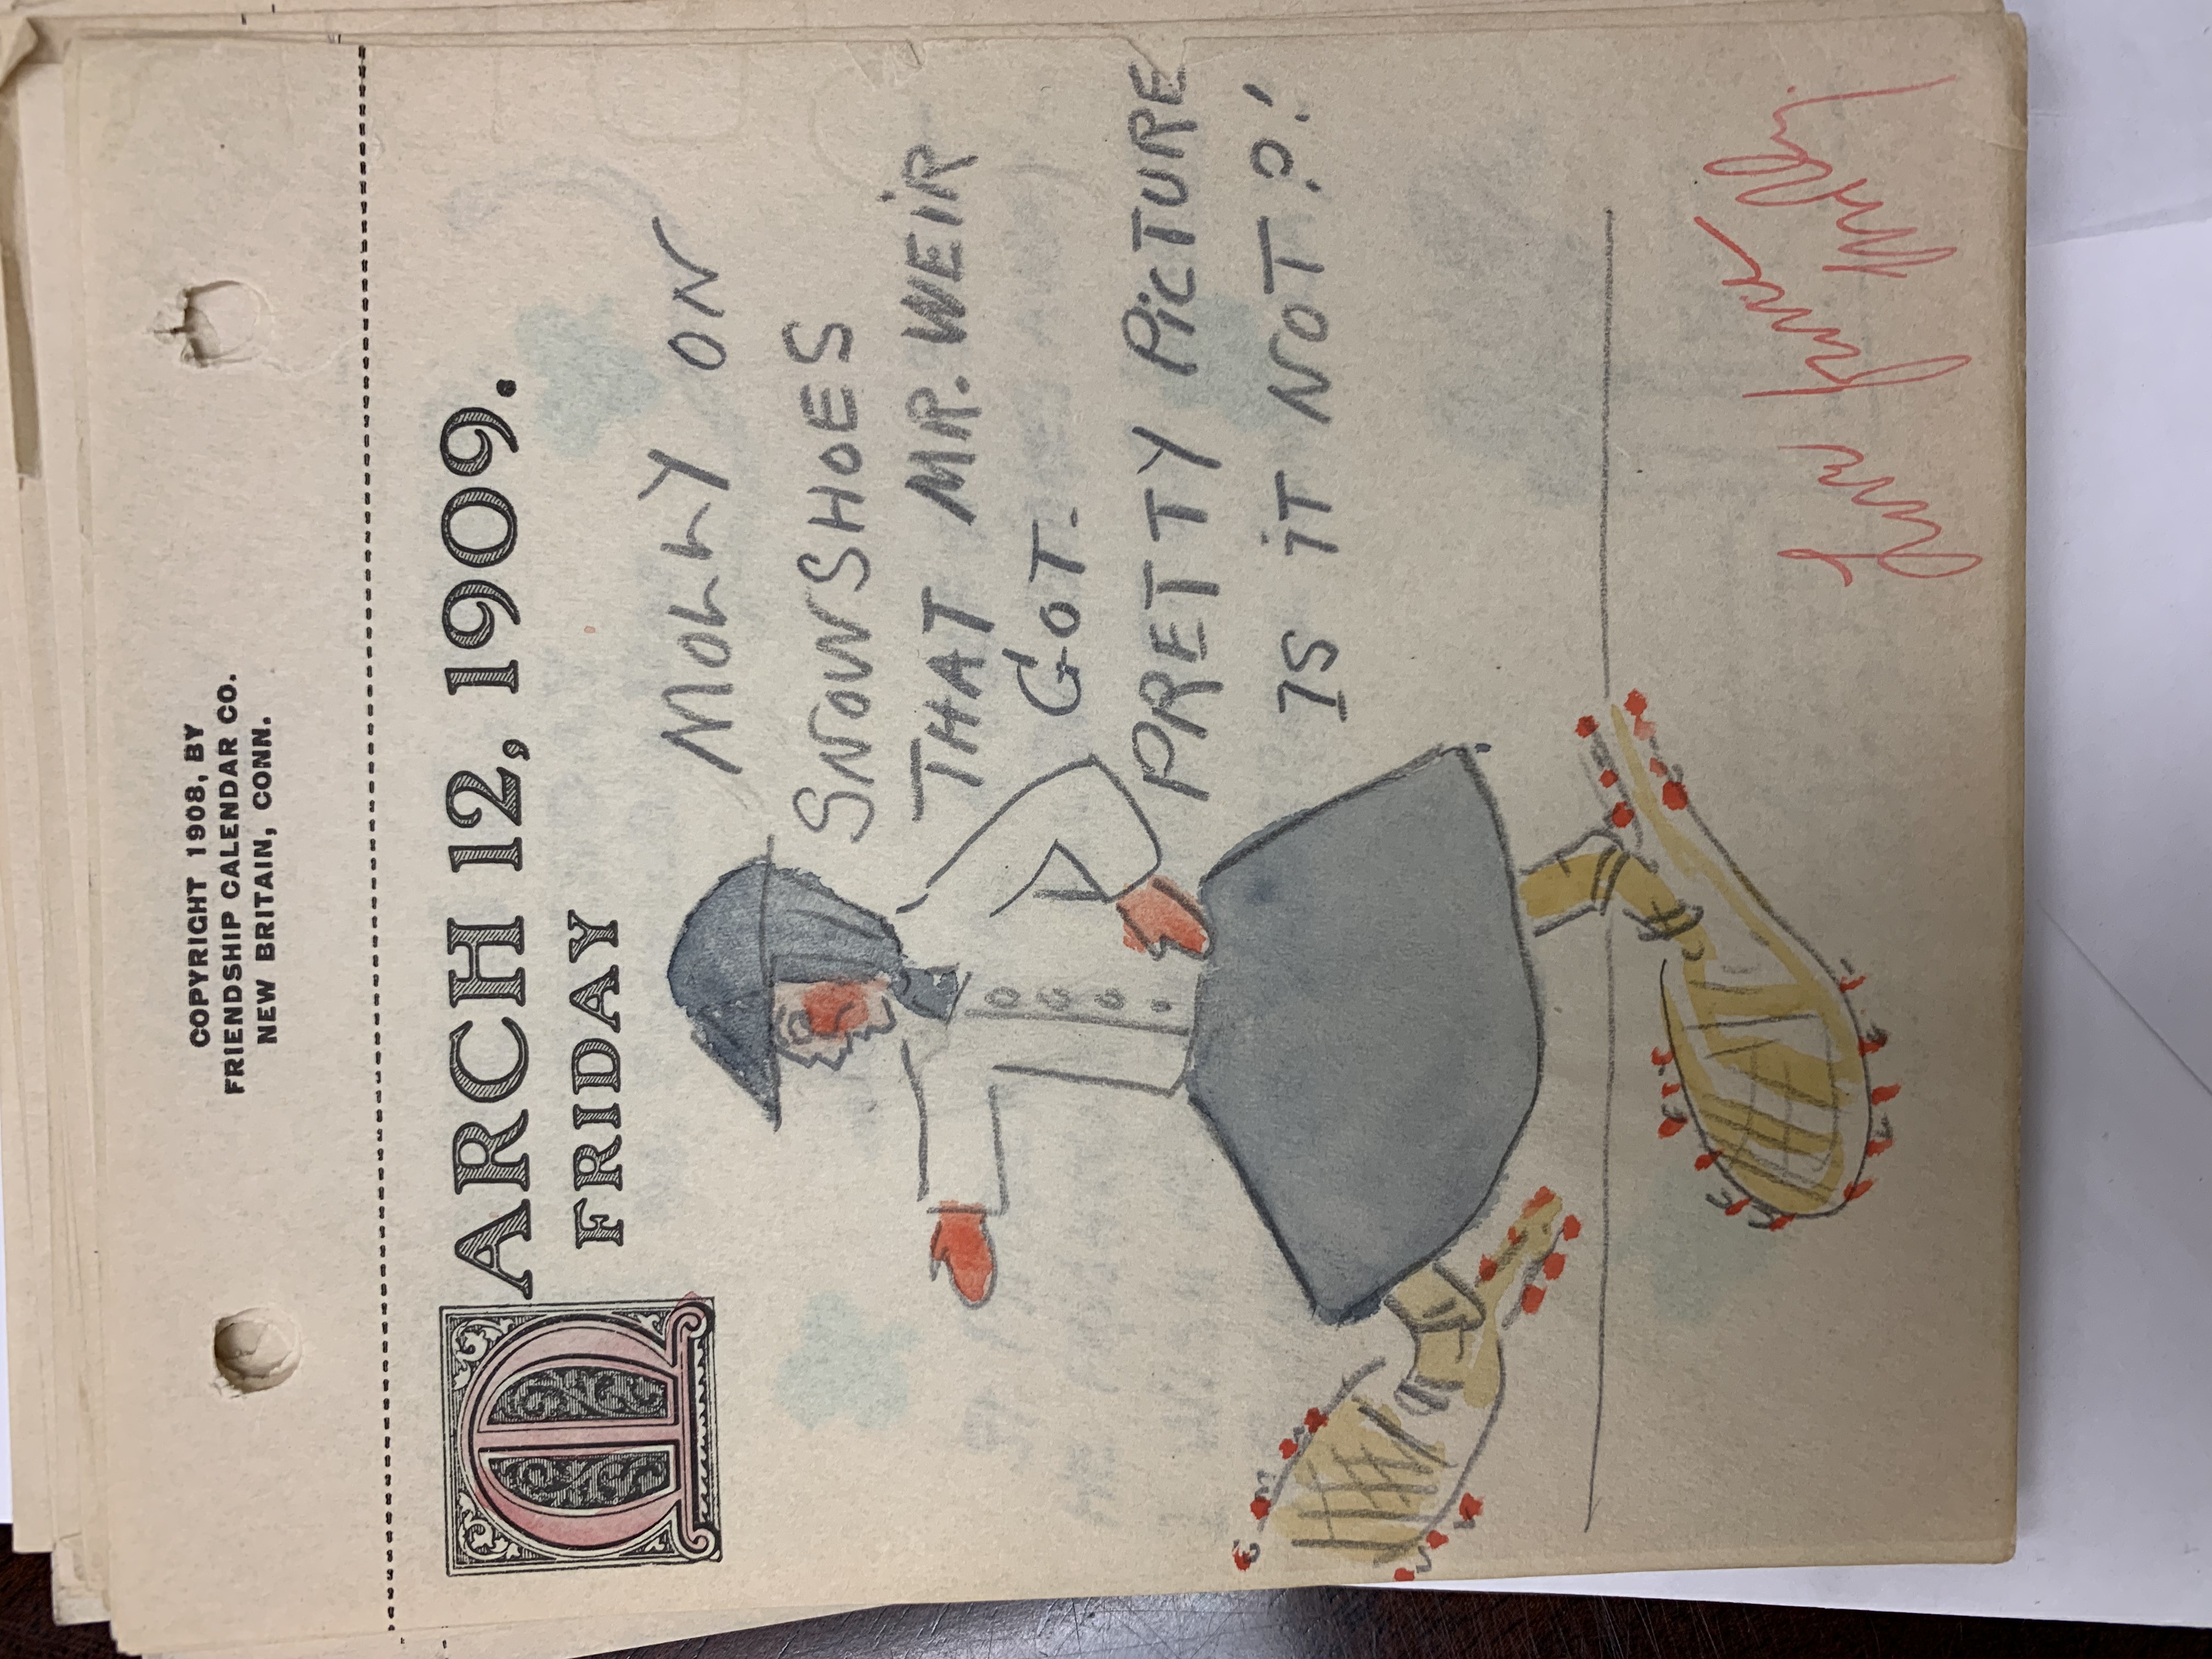 COPYRIGHT 1908, BY
FRIENDSHIP CALENDAR CO.
NEW BRITAIN, CONN.
MARCH 12, 1909.
FRIDAY
MOLLY ON
SNOWSHOES
THAT MR. WEIR
GOT.
PRETTY PICTURE
IS iT NOT?!
Molly.